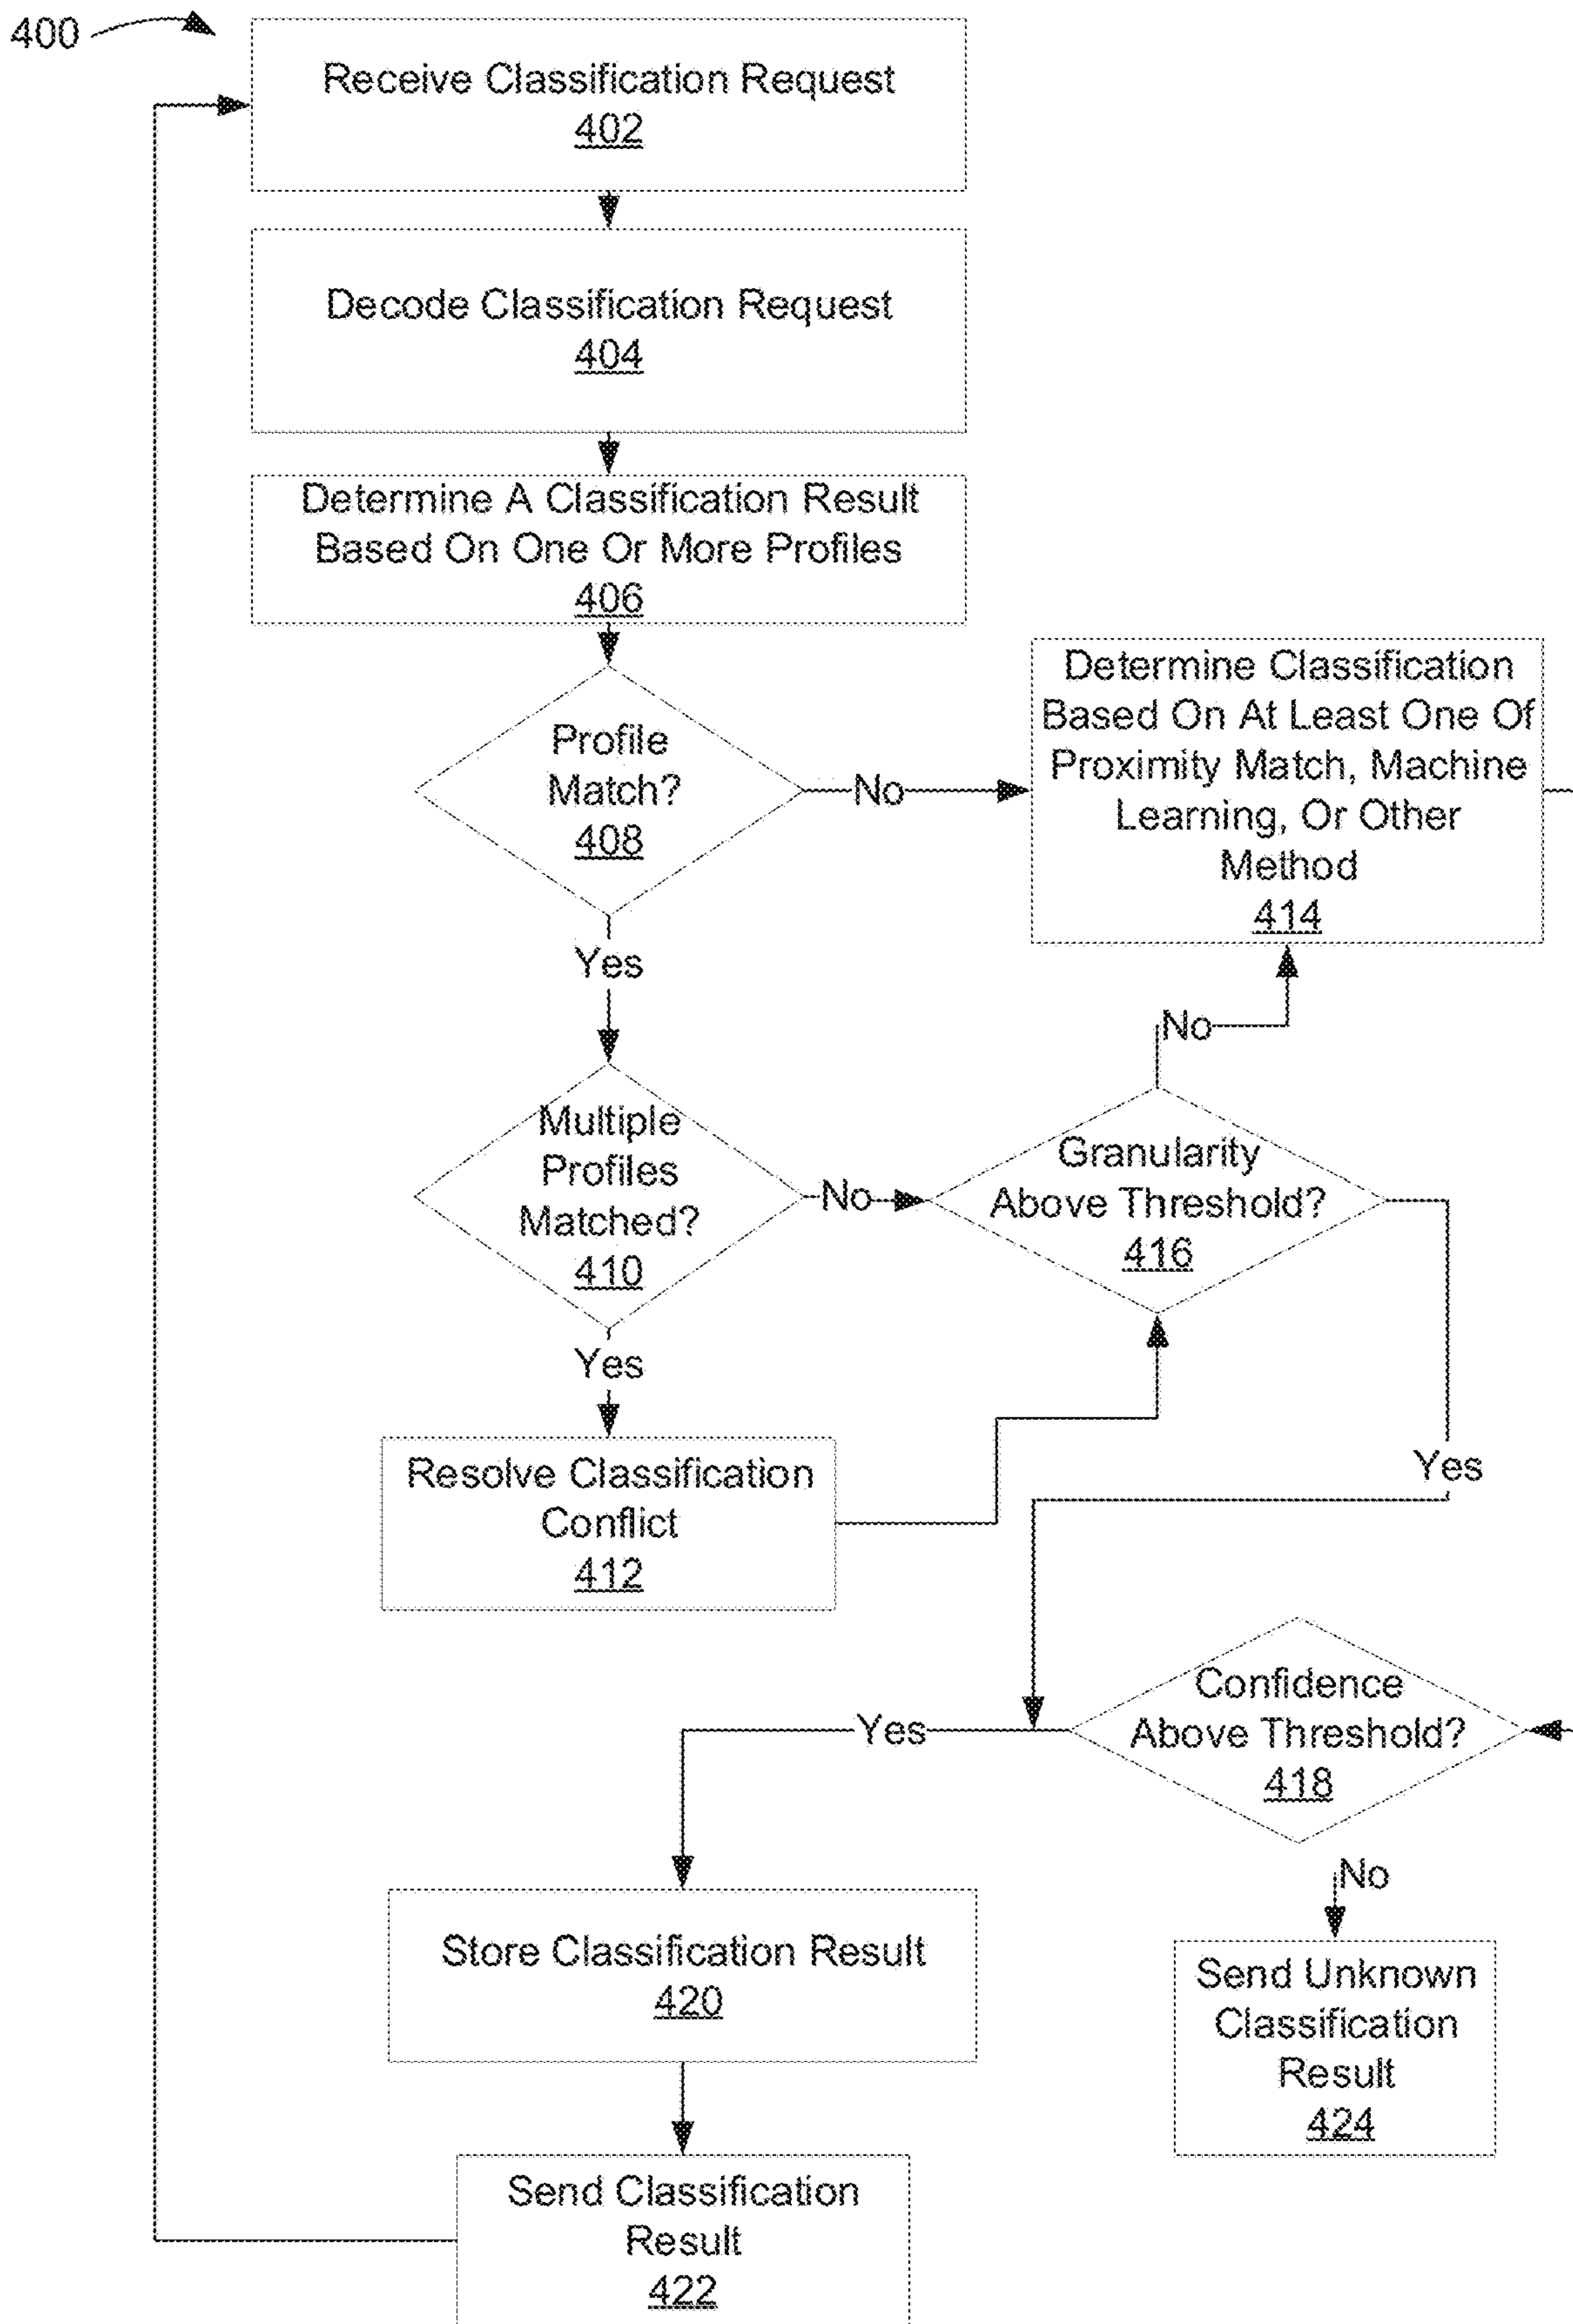 400
Receive Classification Request
402
Decode Classification Request
404
Determine A Classification Result
Based On One Or More Profiles
406
Profile
Match?
408
No
Determine Classification
Based On At Least One Of
Proximity Match, Machine
Learning, Or Other
Method
414
Yes
No
Multiple
Profiles
Matched?
410
No
Granularity
Above Threshold?
416
Yes
Yes
Resolve Classification
Conflict
412
Confidence
Above Threshold?
418
Yes
No
Store Classification Result
420
Send Unknown
Classification
Result
424
Send Classification
Result
422